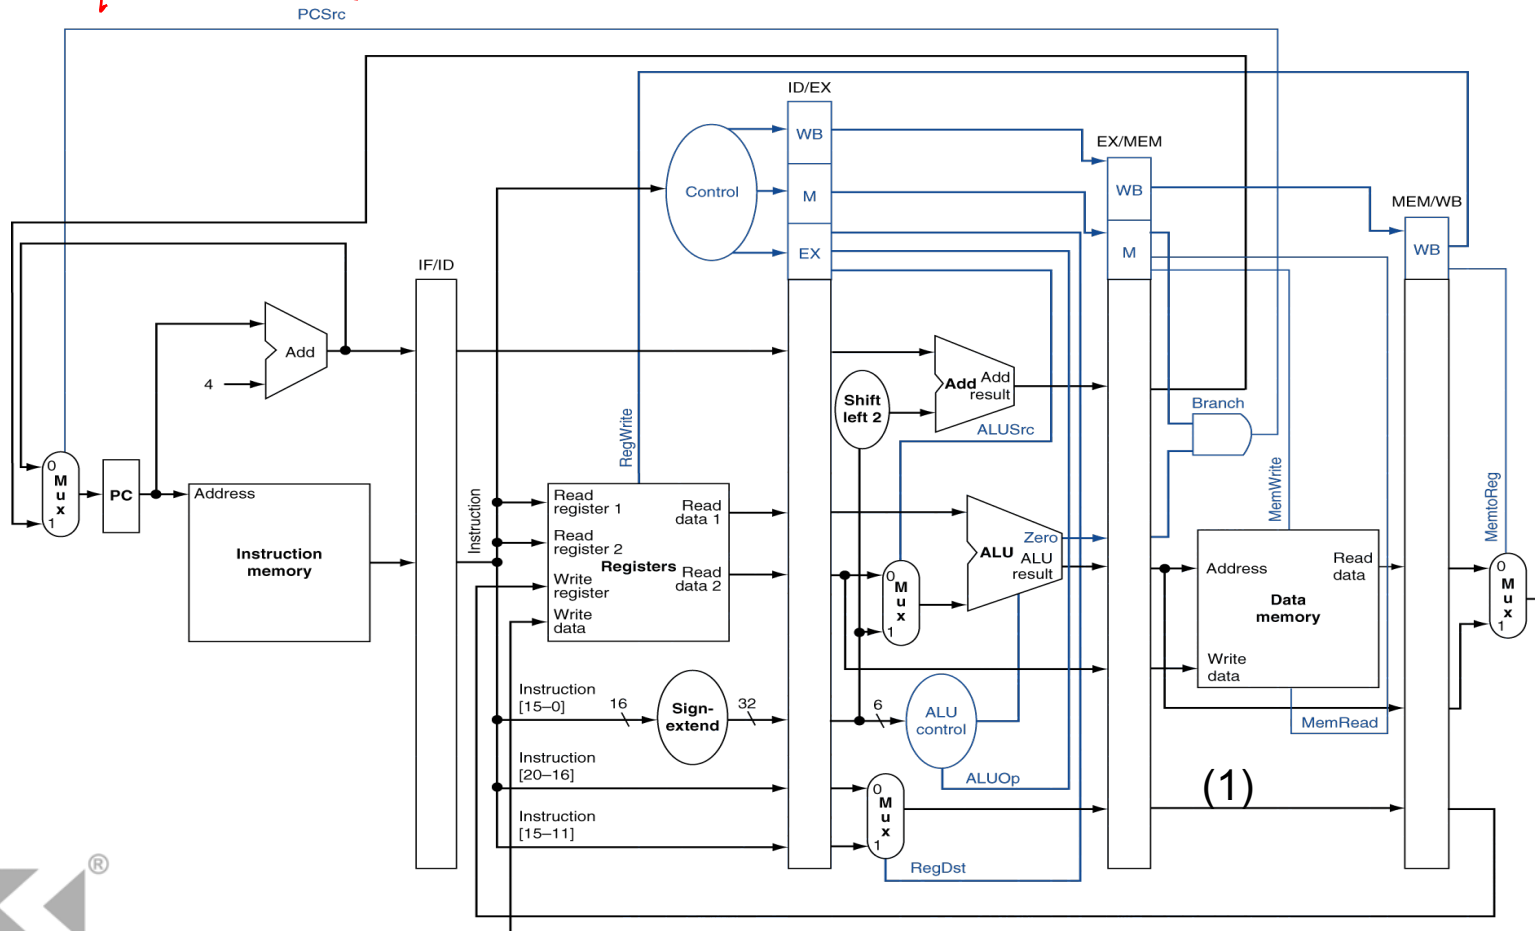 PCSrc
ID/EX
WB
EX/MEM
Control
M
WB
MEM/WB
EX
M
WB
IF/ID
Add
4
Add
Add
result
Shift
left 2
Branch
ALUSrc
RegWrite
MemWrite
MemtoReg
0
M
u
x
1
PC
Address
Instruction
memory
Instruction
Read
register 1
Read
register 2
Write
register
Write
data
Registers
Read
data 1
Read
data 2
0
M
u
x
1
Zero
ALU
ALU
result
Address
Read
data
Data
memory
Write
data
0
M
u
x
1
MemRead
Instruction
[15–0]
16
Sign-
extend
32
6
ALU
control
ALUOp
Instruction
[20–16]
Instruction
[15–11]
0
M
u
x
1
RegDst
(1)
®